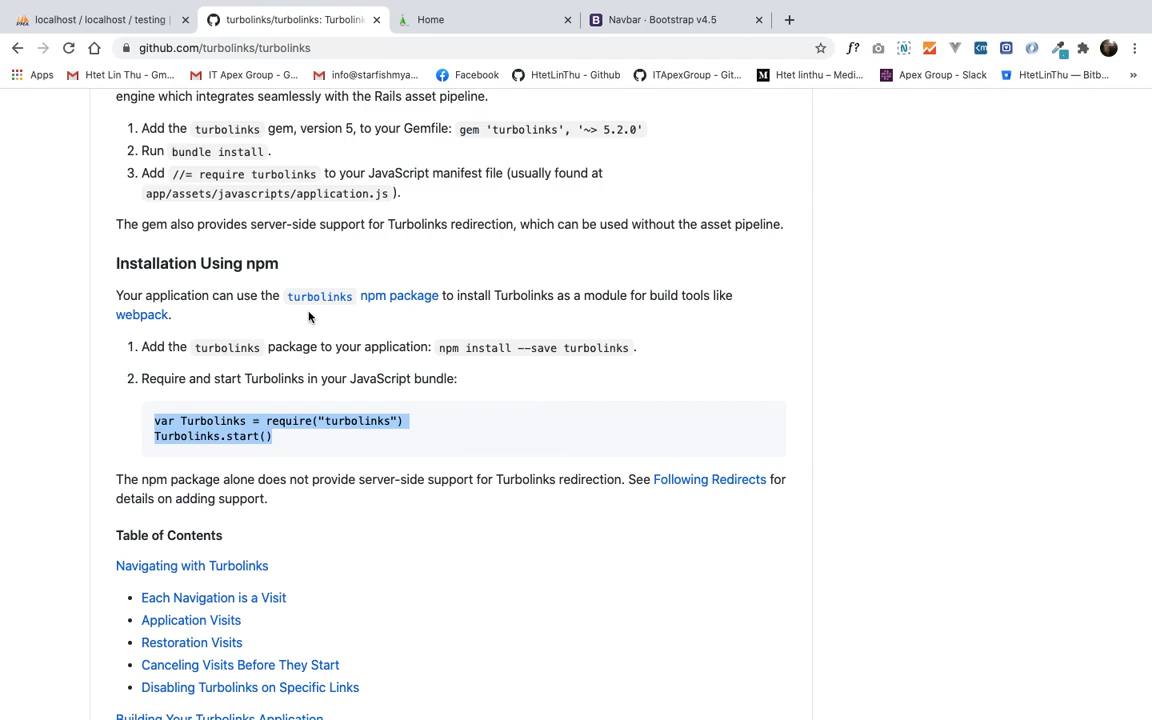 localhost / localhost / testing
turbolinks/turbolinks: Turbolin
Home
Navbar · Bootstrap v4.5
github.com/turbolinks/turbolinks
f?
Apps
Htet Lin Thu - Gm...
IT Apex Group - G...
info@starfishmya...
Facebook
HtetLinThu - Github
ITApexGroup - Git...
Htet linthu – Medi...
Apex Group - Slack
HtetLinThu — Bitb...
»
engine which integrates seamlessly with the Rails asset pipeline.
1. Add the turbolinks gem, version 5, to your Gemfile: gem 'turbolinks', '~> 5.2.0'
2. Run bundle install .
3. Add //= require turbolinks to your JavaScript manifest file (usually found at
app/assets/javascripts/application.js ).
The gem also provides server-side support for Turbolinks redirection, which can be used without the asset pipeline.
Installation Using npm
Your application can use the turbolinks npm package to install Turbolinks as a module for build tools like
webpack.
1. Add the turbolinks package to your application: npm install --save turbolinks .
2. Require and start Turbolinks in your JavaScript bundle:
var Turbolinks = require("turbolinks")
Turbolinks.start()
The npm package alone does not provide server-side support for Turbolinks redirection. See Following Redirects for
details on adding support.
Table of Contents
Navigating with Turbolinks
• Each Navigation is a Visit
• Application Visits
• Restoration Visits
• Canceling Visits Before They Start
• Disabling Turbolinks on Specific Links
Building Your Turbolinks Application